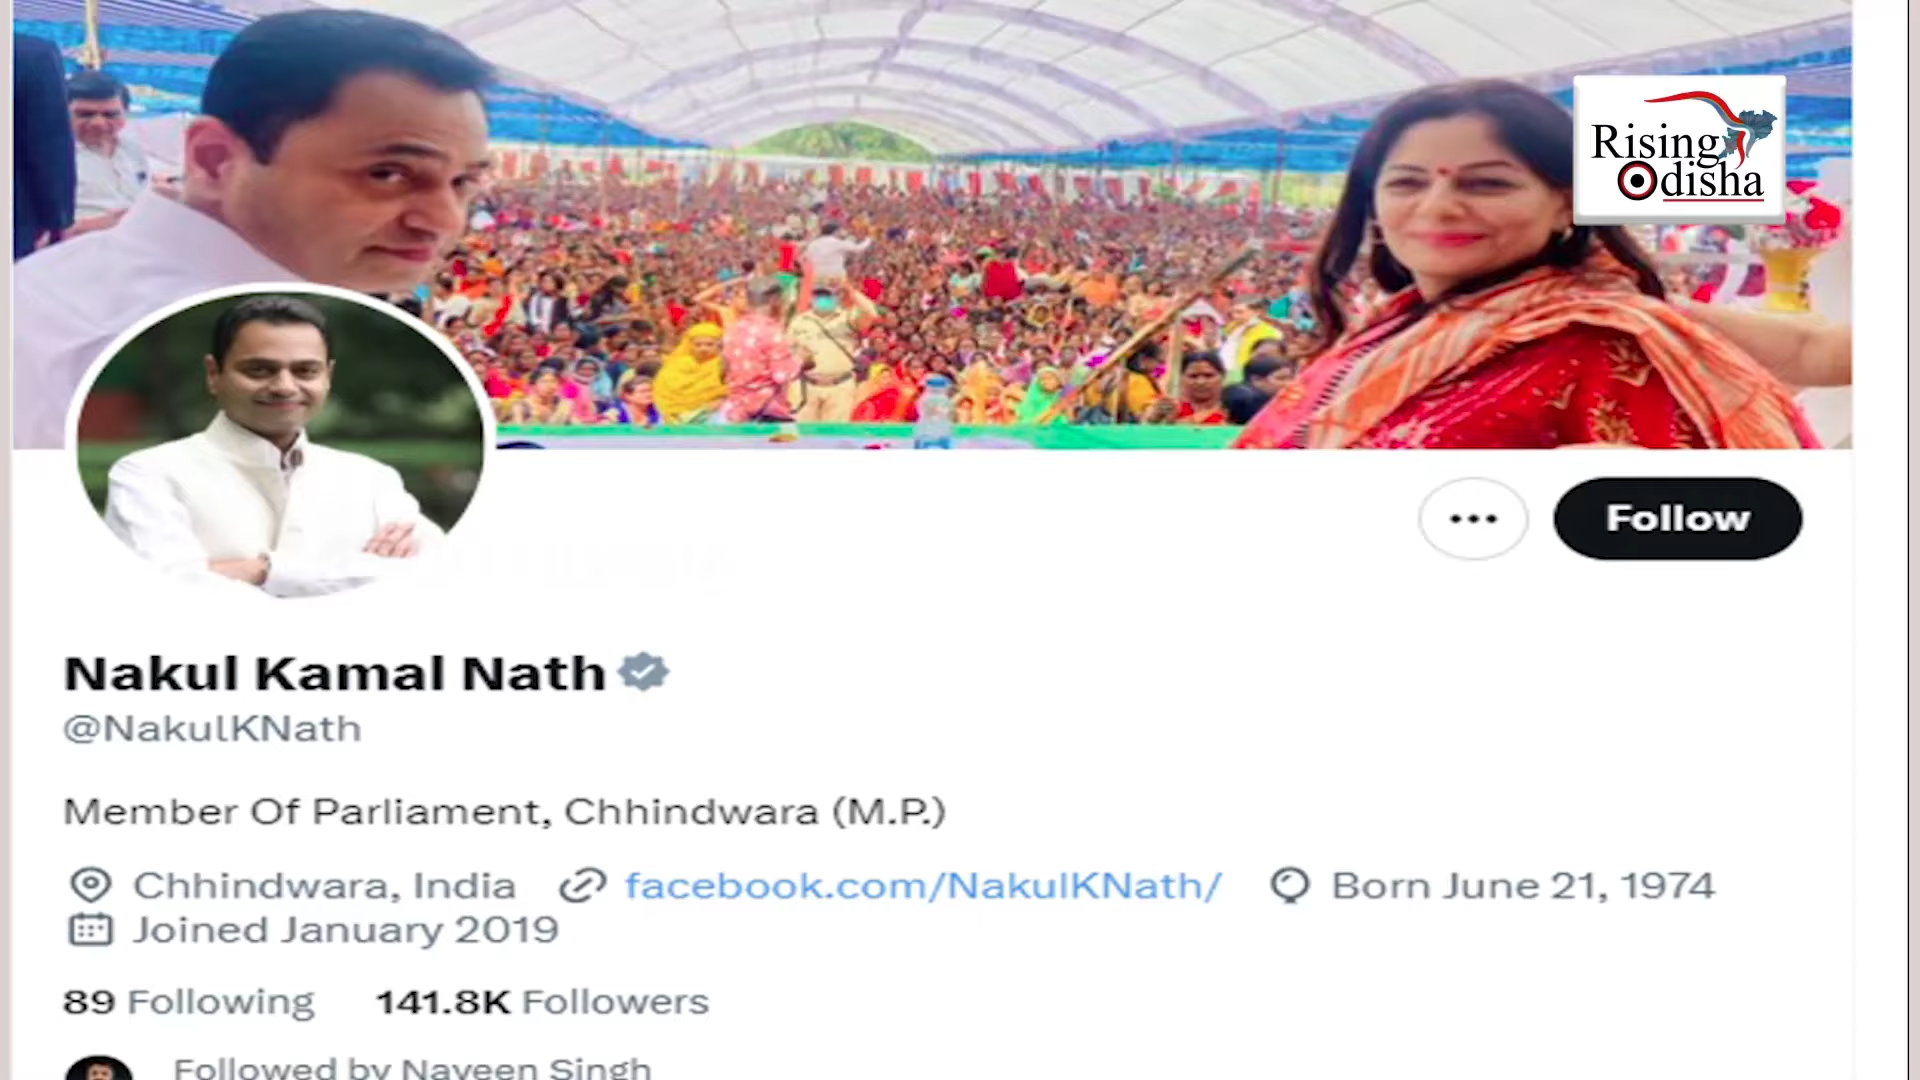 Rising
Odisha
Follow
Nakul Kamal Nath
@NakulKNath
Member Of Parliament, Chhindwara (M.P.)
Chhindwara, India facebook.com/NakulKNath/ Born June 21, 1974
Joined January 2019
89 Following 141.8K Followers
Followed by Naveen Singh